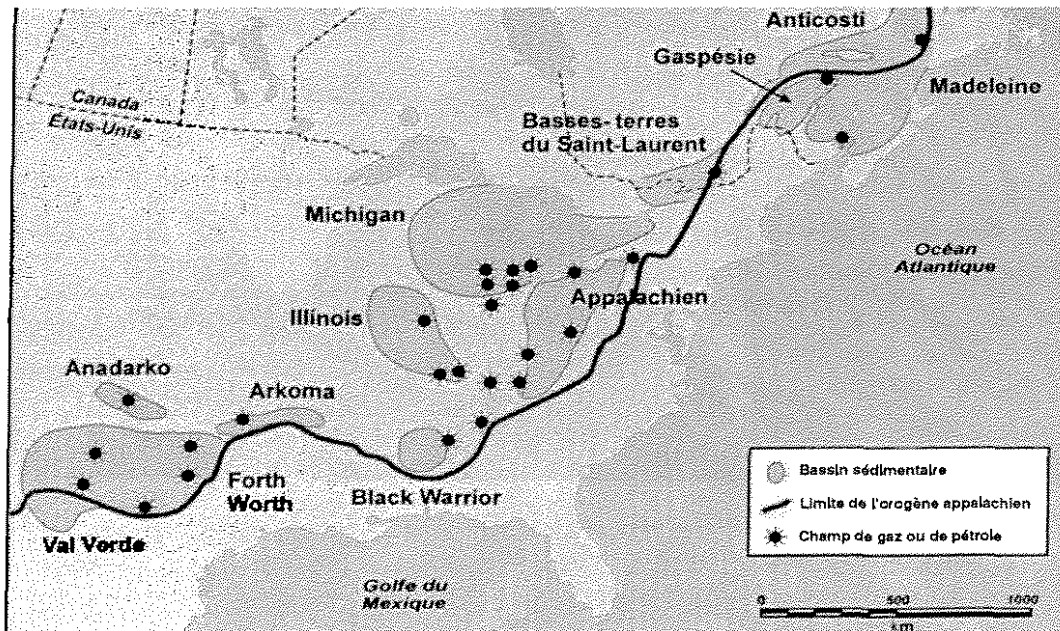 Anticosti
Gaspésie
Madeleine
Canada
États-Unis
Basses-terres
du Saint-Laurent
Michigan
Océan
Atlantique
Appalachien
Illinois
Anadarko
Arkoma
Forth
Worth
Black Warrior
Val Verde
Golfe du
Mexique
Bassin sédimentaire
Limite de l'orogène appalachien
Champ de gaz ou de pétrole
0 500 1000
km